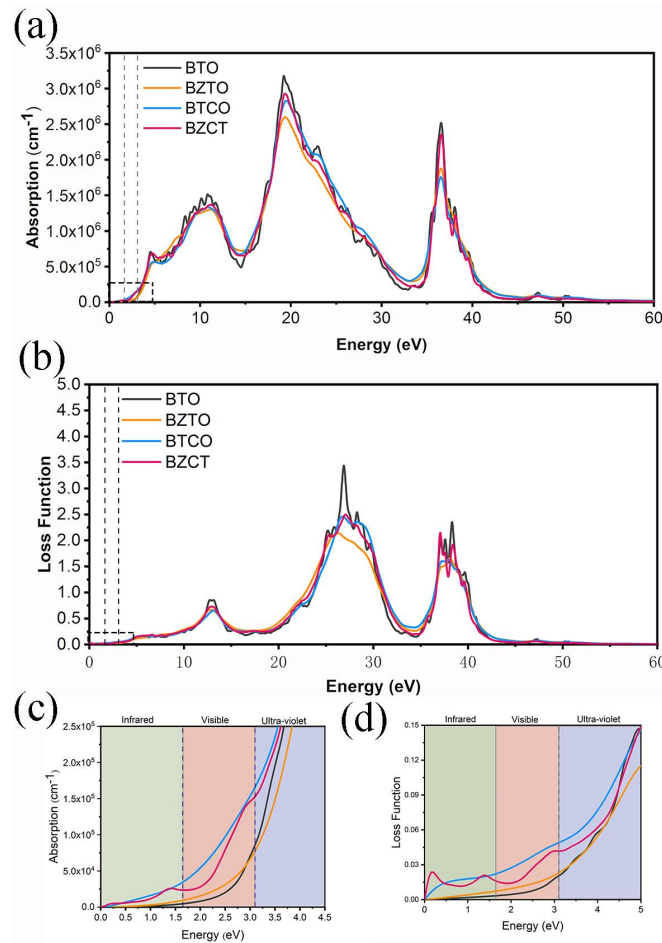 (a)
3.5x10⁶
3.0x10⁶
2.5x10⁶
2.0x10⁶
1.5x10⁶
1.0x10⁶
5.0x10⁵
0.0
Absorption (cm⁻¹)
BTO
BZTO
BTCO
BZCT
0 10 20 30 40 50 60
Energy (eV)
(b)
5.0
4.5
4.0
3.5
3.0
2.5
2.0
1.5
1.0
0.5
0.0
Loss Function
BTO
BZTO
BTCO
BZCT
0 10 20 30 40 50 60
Energy (eV)
(c)
Infrared Visible Ultra-violet
2.5x10⁵
2.0x10⁵
1.5x10⁵
1.0x10⁵
5.0x10⁴
0.0
Absorption (cm⁻¹)
0.0 0.5 1.0 1.5 2.0 2.5 3.0 3.5 4.0 4.5
Energy (eV)
(d)
Infrared Visible Ultra-violet
0.15
0.12
0.09
0.06
0.03
0.00
Loss Function
0 1 2 3 4 5
Energy (eV)